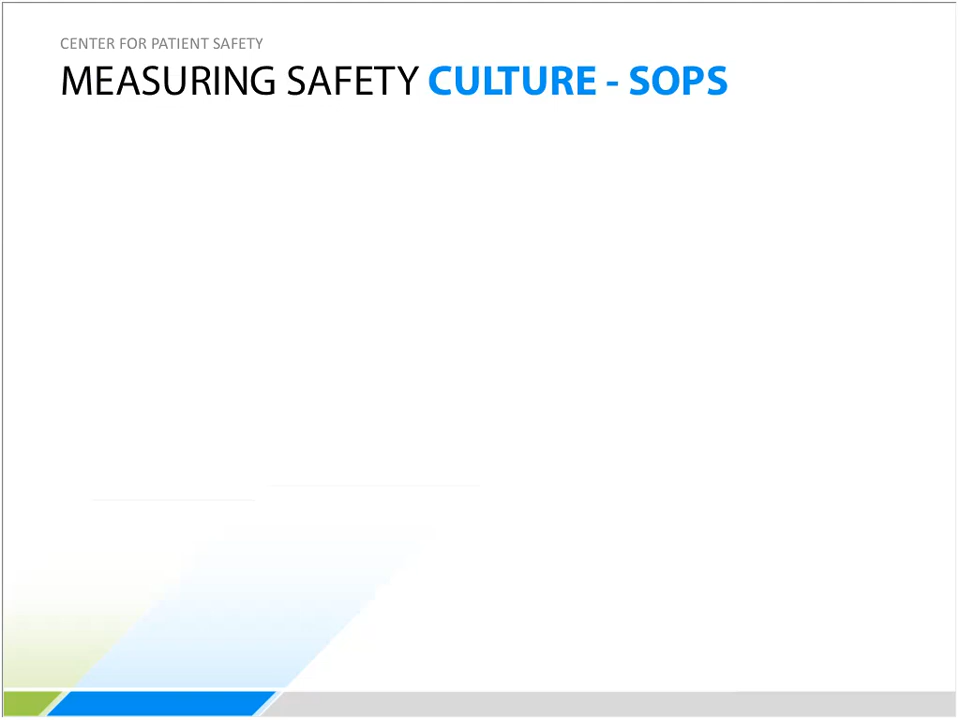 CENTER FOR PATIENT SAFETY
MEASURING SAFETY CULTURE - SOPS